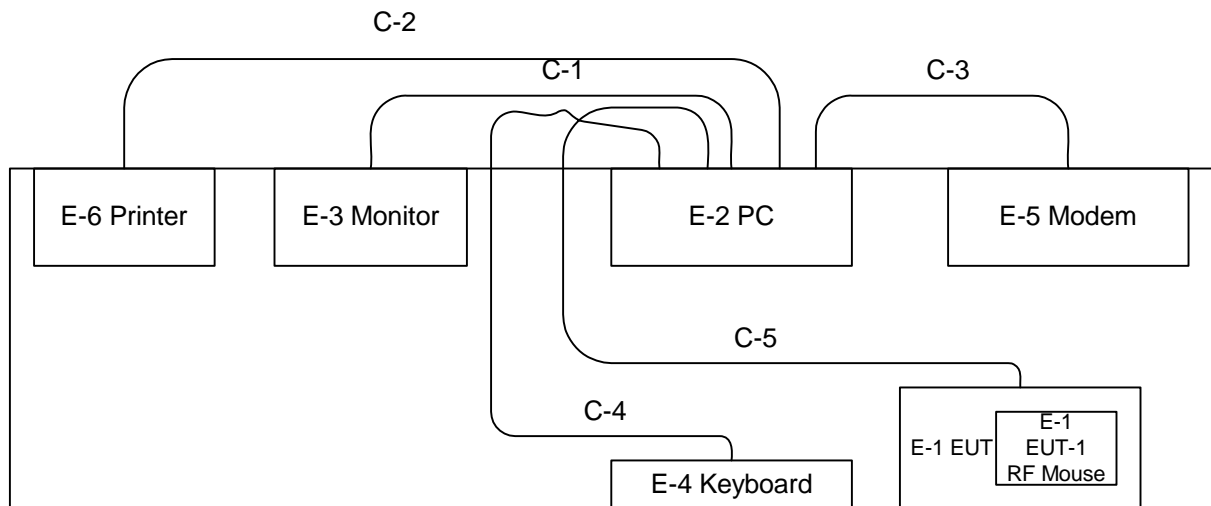 C-2
C-1
C-3
E-6 Printer
E-3 Monitor
E-2 PC
E-5 Modem
C-5
C-4
E-4 Keyboard
E-1 EUT
E-1
EUT-1
RF Mouse